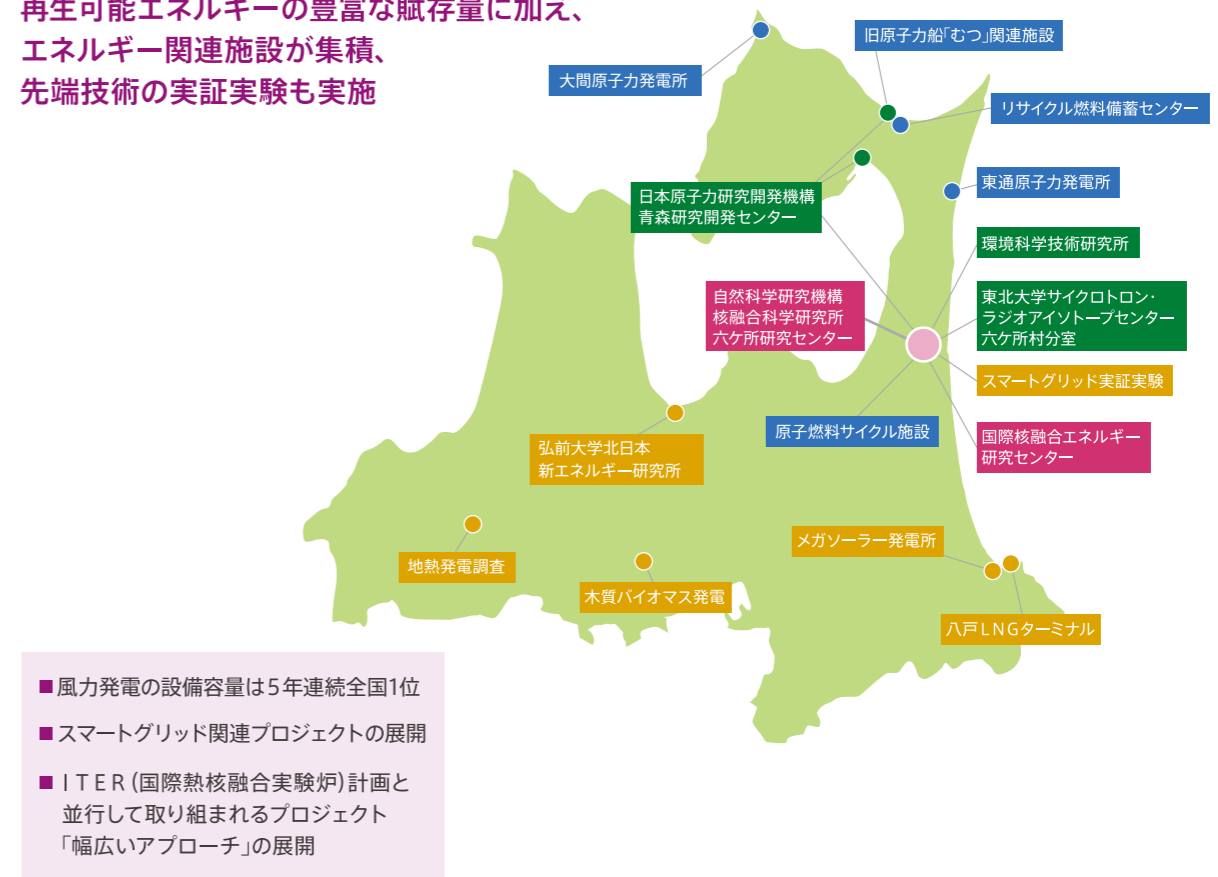 再生可能エネルギーの豊富な賦存量に加え、
エネルギー関連施設が集積、
先端技術の実証実験も実施
旧原子力船「むつ」関連施設
大間原子力発電所
リサイクル燃料備蓄センター
東通原子力発電所
日本原子力研究開発機構
青森研究開発センター
環境科学技術研究所
自然科学研究機構
核融合科学研究所
六ケ所研究センター
東北大学サイクロトロン・
ラジオアイソトープセンター
六ケ所村分室
スマートグリッド実証実験
原子燃料サイクル施設
国際核融合エネルギー
研究センター
弘前大学北日本
新エネルギー研究所
メガソーラー発電所
地熱発電調査
木質バイオマス発電
八戸LNGターミナル
■風力発電の設備容量は5年連続全国1位
■スマートグリッド関連プロジェクトの展開
■ITER(国際熱核融合実験炉)計画と
並行して取り組まれるプロジェクト
「幅広いアプローチ」の展開